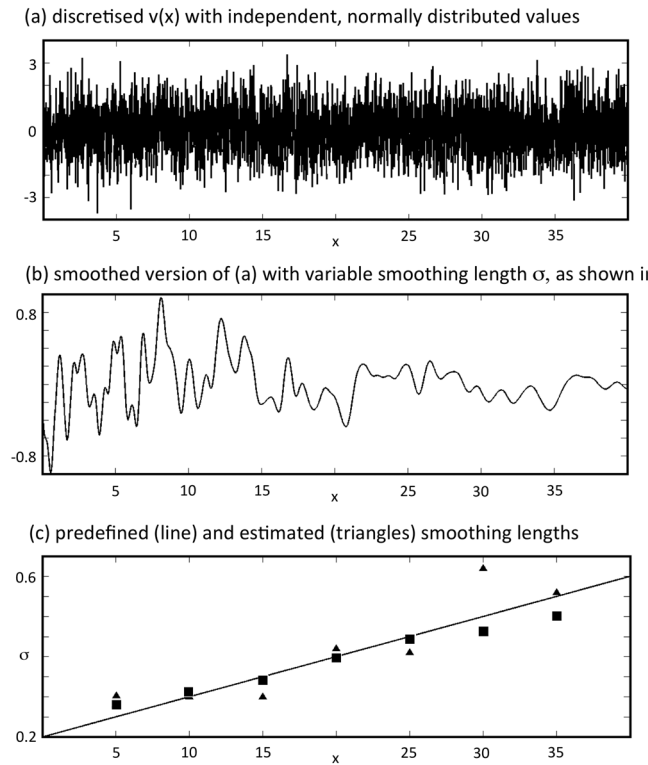 (a) discretised v(x) with independent, normally distributed values
3
0
-3
5 10 15 x 25 30 35
(b) smoothed version of (a) with variable smoothing length σ, as shown in
0.8
-0.8
5 10 15 x 25 30 35
(c) predefined (line) and estimated (triangles) smoothing lengths
0.6
σ
0.2
5 10 15 x 25 30 35